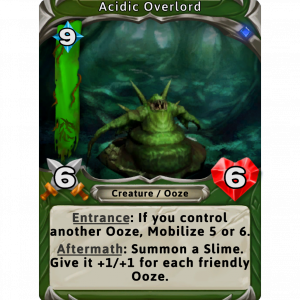 Acidic Overlord
9
6
6
Creature / Ooze
Entrance: If you control
another Ooze, Mobilize 5 or 6.
Aftermath: Summon a Slime.
Give it +1/+1 for each friendly
Ooze.